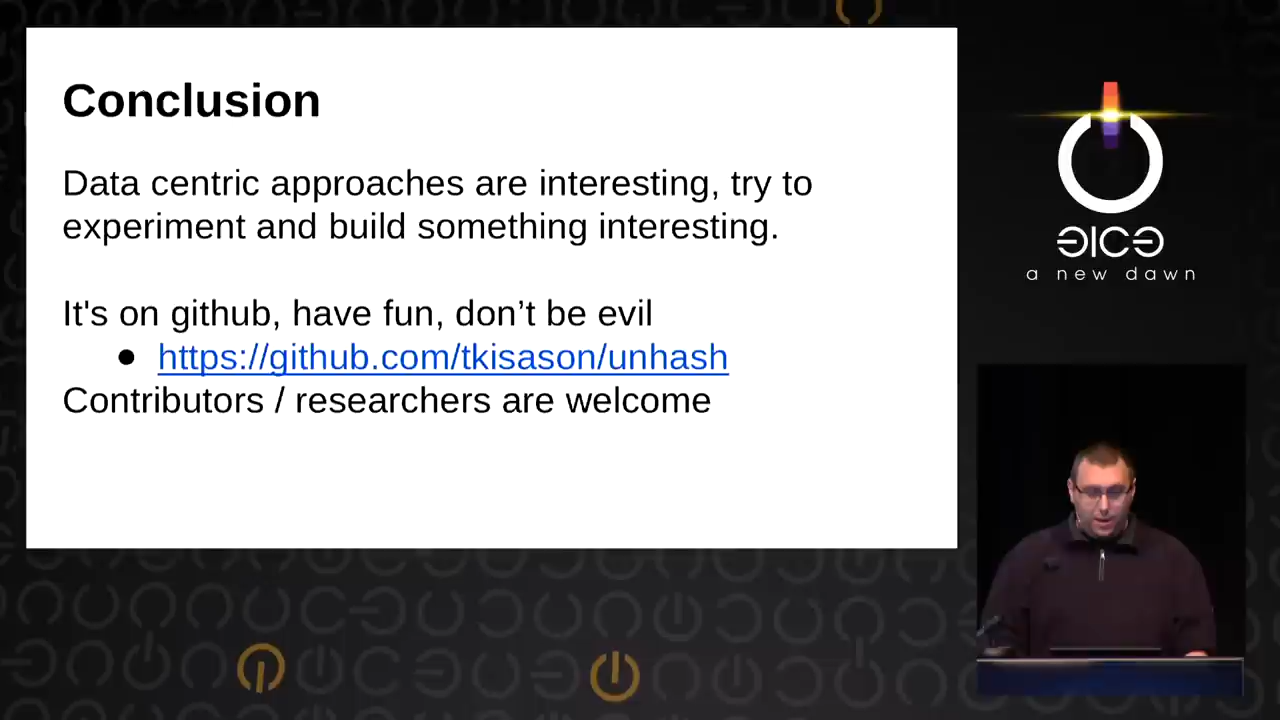 Conclusion
Data centric approaches are interesting, try to
experiment and build something interesting.
It's on github, have fun, don’t be evil
● https://github.com/tkisason/unhash
Contributors / researchers are welcome
a new dawn